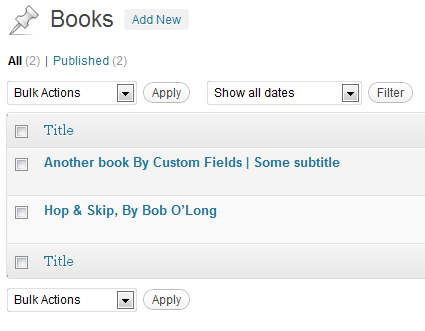 Books Add New
All (2) | Published (2)
Bulk Actions Apply Show all dates Filter
Title
Another book By Custom Fields | Some subtitle
Hop & Skip, By Bob O’Long
Title
Bulk Actions Apply